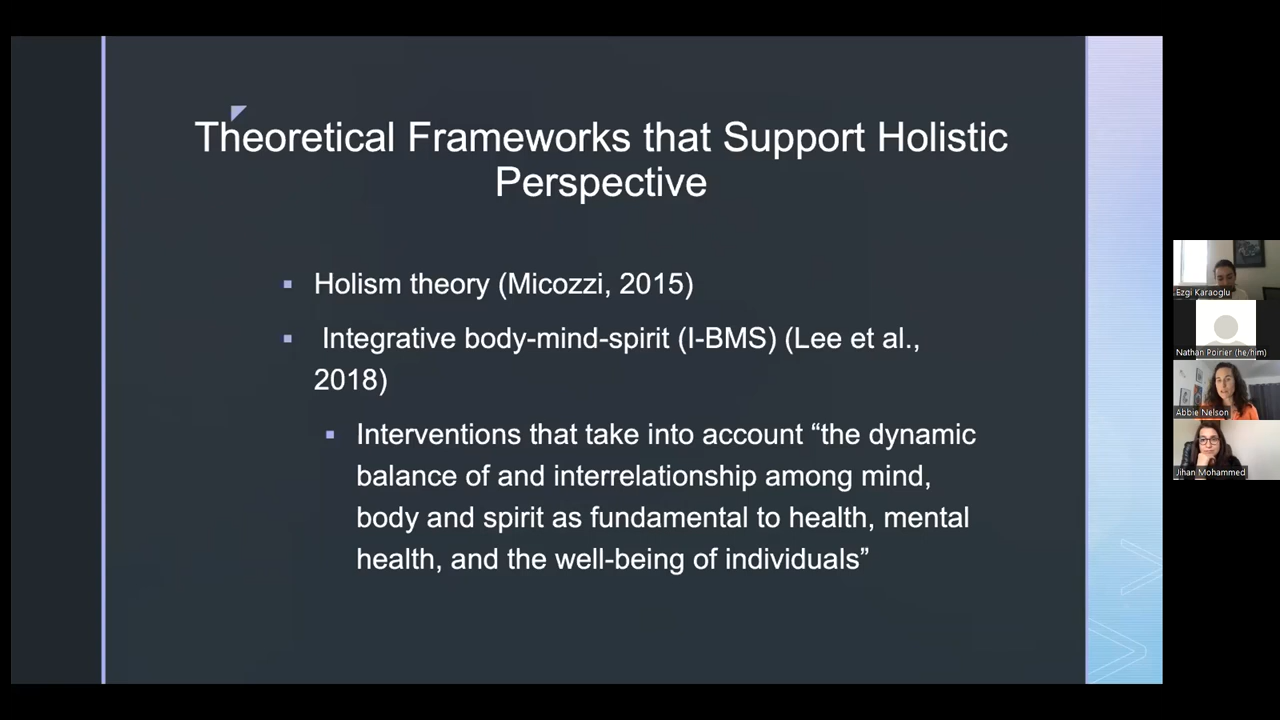 Theoretical Frameworks that Support Holistic
Perspective
▪ Holism theory (Micozzi, 2015)
▪ Integrative body-mind-spirit (I-BMS) (Lee et al.,
2018)
▪ Interventions that take into account “the dynamic
balance of and interrelationship among mind,
body and spirit as fundamental to health, mental
health, and the well-being of individuals”
Ezgi Karaoglu
Nathan Poirier (he/him)
Abbie Nelson
Jihan Mohammed